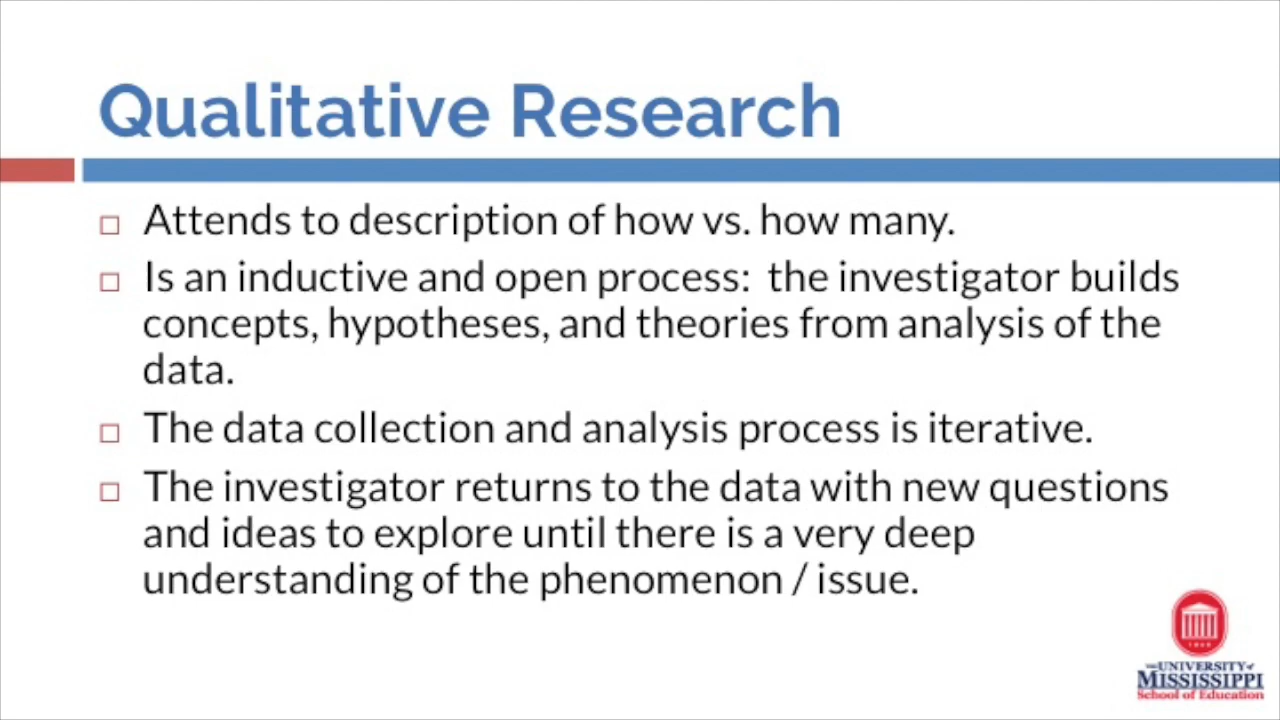 Qualitative Research
□ Attends to description of how vs. how many.
□ Is an inductive and open process:  the investigator builds
concepts, hypotheses, and theories from analysis of the
data.
□ The data collection and analysis process is iterative.
□ The investigator returns to the data with new questions
and ideas to explore until there is a very deep
understanding of the phenomenon / issue.
1848
THE UNIVERSITY of
MISSISSIPPI
School of Education